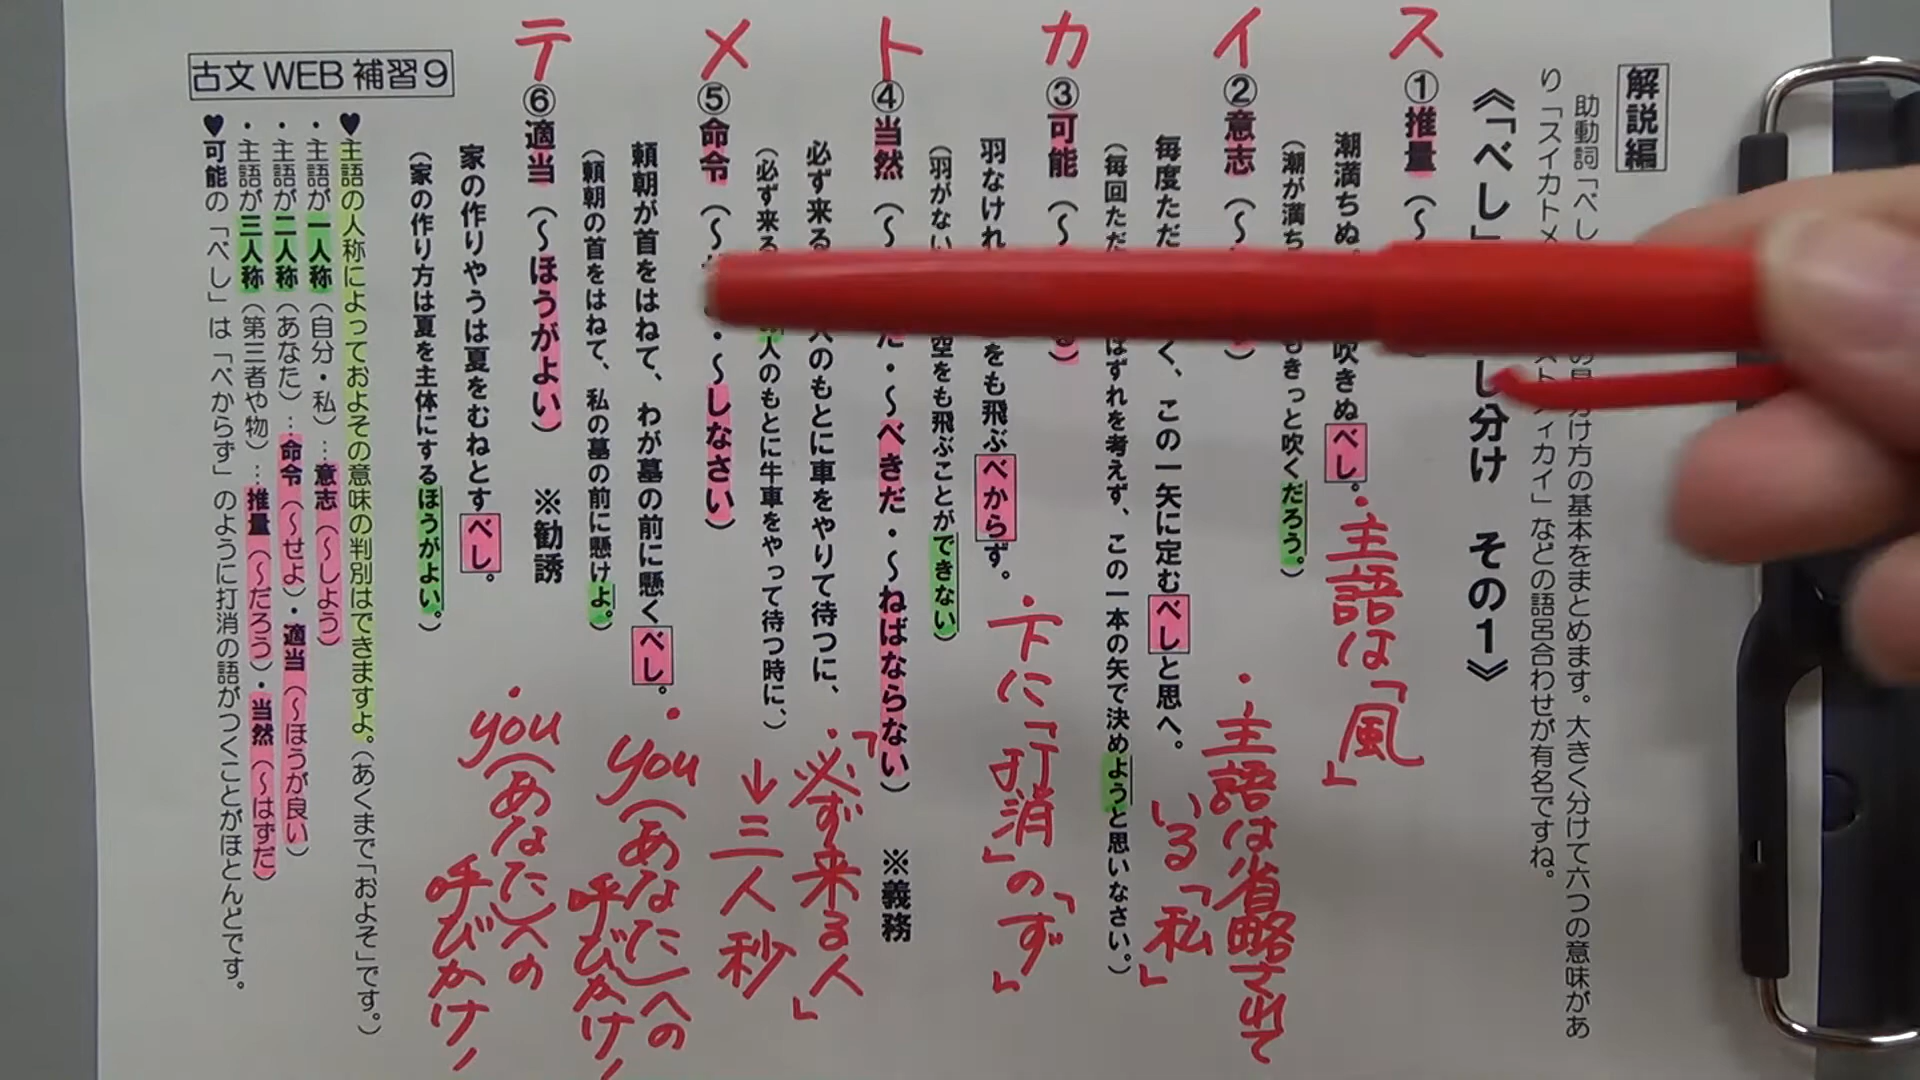 解説編
助動詞「べし
の見分け方の基本をまとめます。大きく分けて六つの意味があ
り「スイカトメ
ストメイカイ」などの語呂合わせが有名ですね。
《「べし」
し分け その1》
ス
①推量（～
潮満ちぬ。
吹きぬべし。
・主語は「風」
（潮が満ち
もきっと吹くだろう。）
イ
②意志（～
）
毎度ただ
く、この一矢に定むべしと思へ。
・主語は省略されて
いる「私」
（毎回ただ
はずれを考えず、この一本の矢で決めようと思いなさい。）
カ
③可能（～
る）
羽なけれ
をも飛ぶべからず。
・下に「打消」の「ず」
（羽がない
空をも飛ぶことができない）
ト
④当然（～
だ・～べきだ・～ねばならない） ※義務
必ず来る
人のもとに車をやりて待つに、
・「必ず来る人」
↓三人秒
（必ず来る
人のもとに牛車をやって待つ時に、）
メ
⑤命令（～
・～しなさい）
頼朝が首をはねて、わが墓の前に懸くべし。
・you（あなた）への
呼びかけ！
（頼朝の首をはねて、私の墓の前に懸けよ。）
テ
⑥適当（～ほうがよい） ※勧誘
家の作りやうは夏をむねとすべし。
・you（あなた）への
呼びかけ！
（家の作り方は夏を主体にするほうがよい。）
古文WEB補習9
♥主語の人称によっておよその意味の判別はできますよ。（あくまで「およそ」です。）
・主語が一人称（自分・私）…意志（～しよう）
・主語が二人称（あなた）…命令（～せよ）・適当（～ほうが良い）
・主語が三人称（第三者や物）…推量（～だろう）・当然（～はずだ）
♥可能の「べし」は「べからず」のように打消の語がつくことがほとんどです。